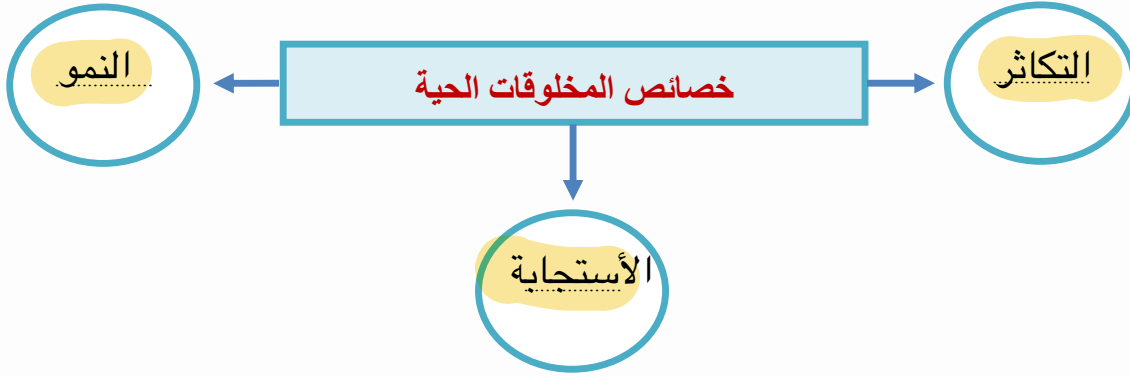 خصائص المخلوقات الحية
التكاثر
النمو
الأستجابة